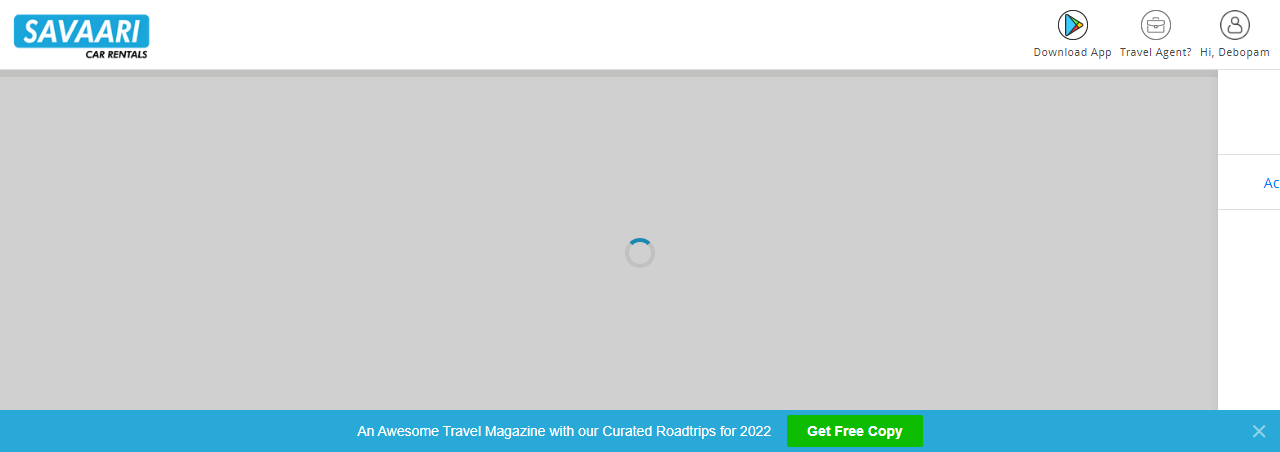 SAVAARI
CAR RENTALS
Download App
Travel Agent?
Hi, Debopam
Ac
An Awesome Travel Magazine with our Curated Roadtrips for 2022
Get Free Copy